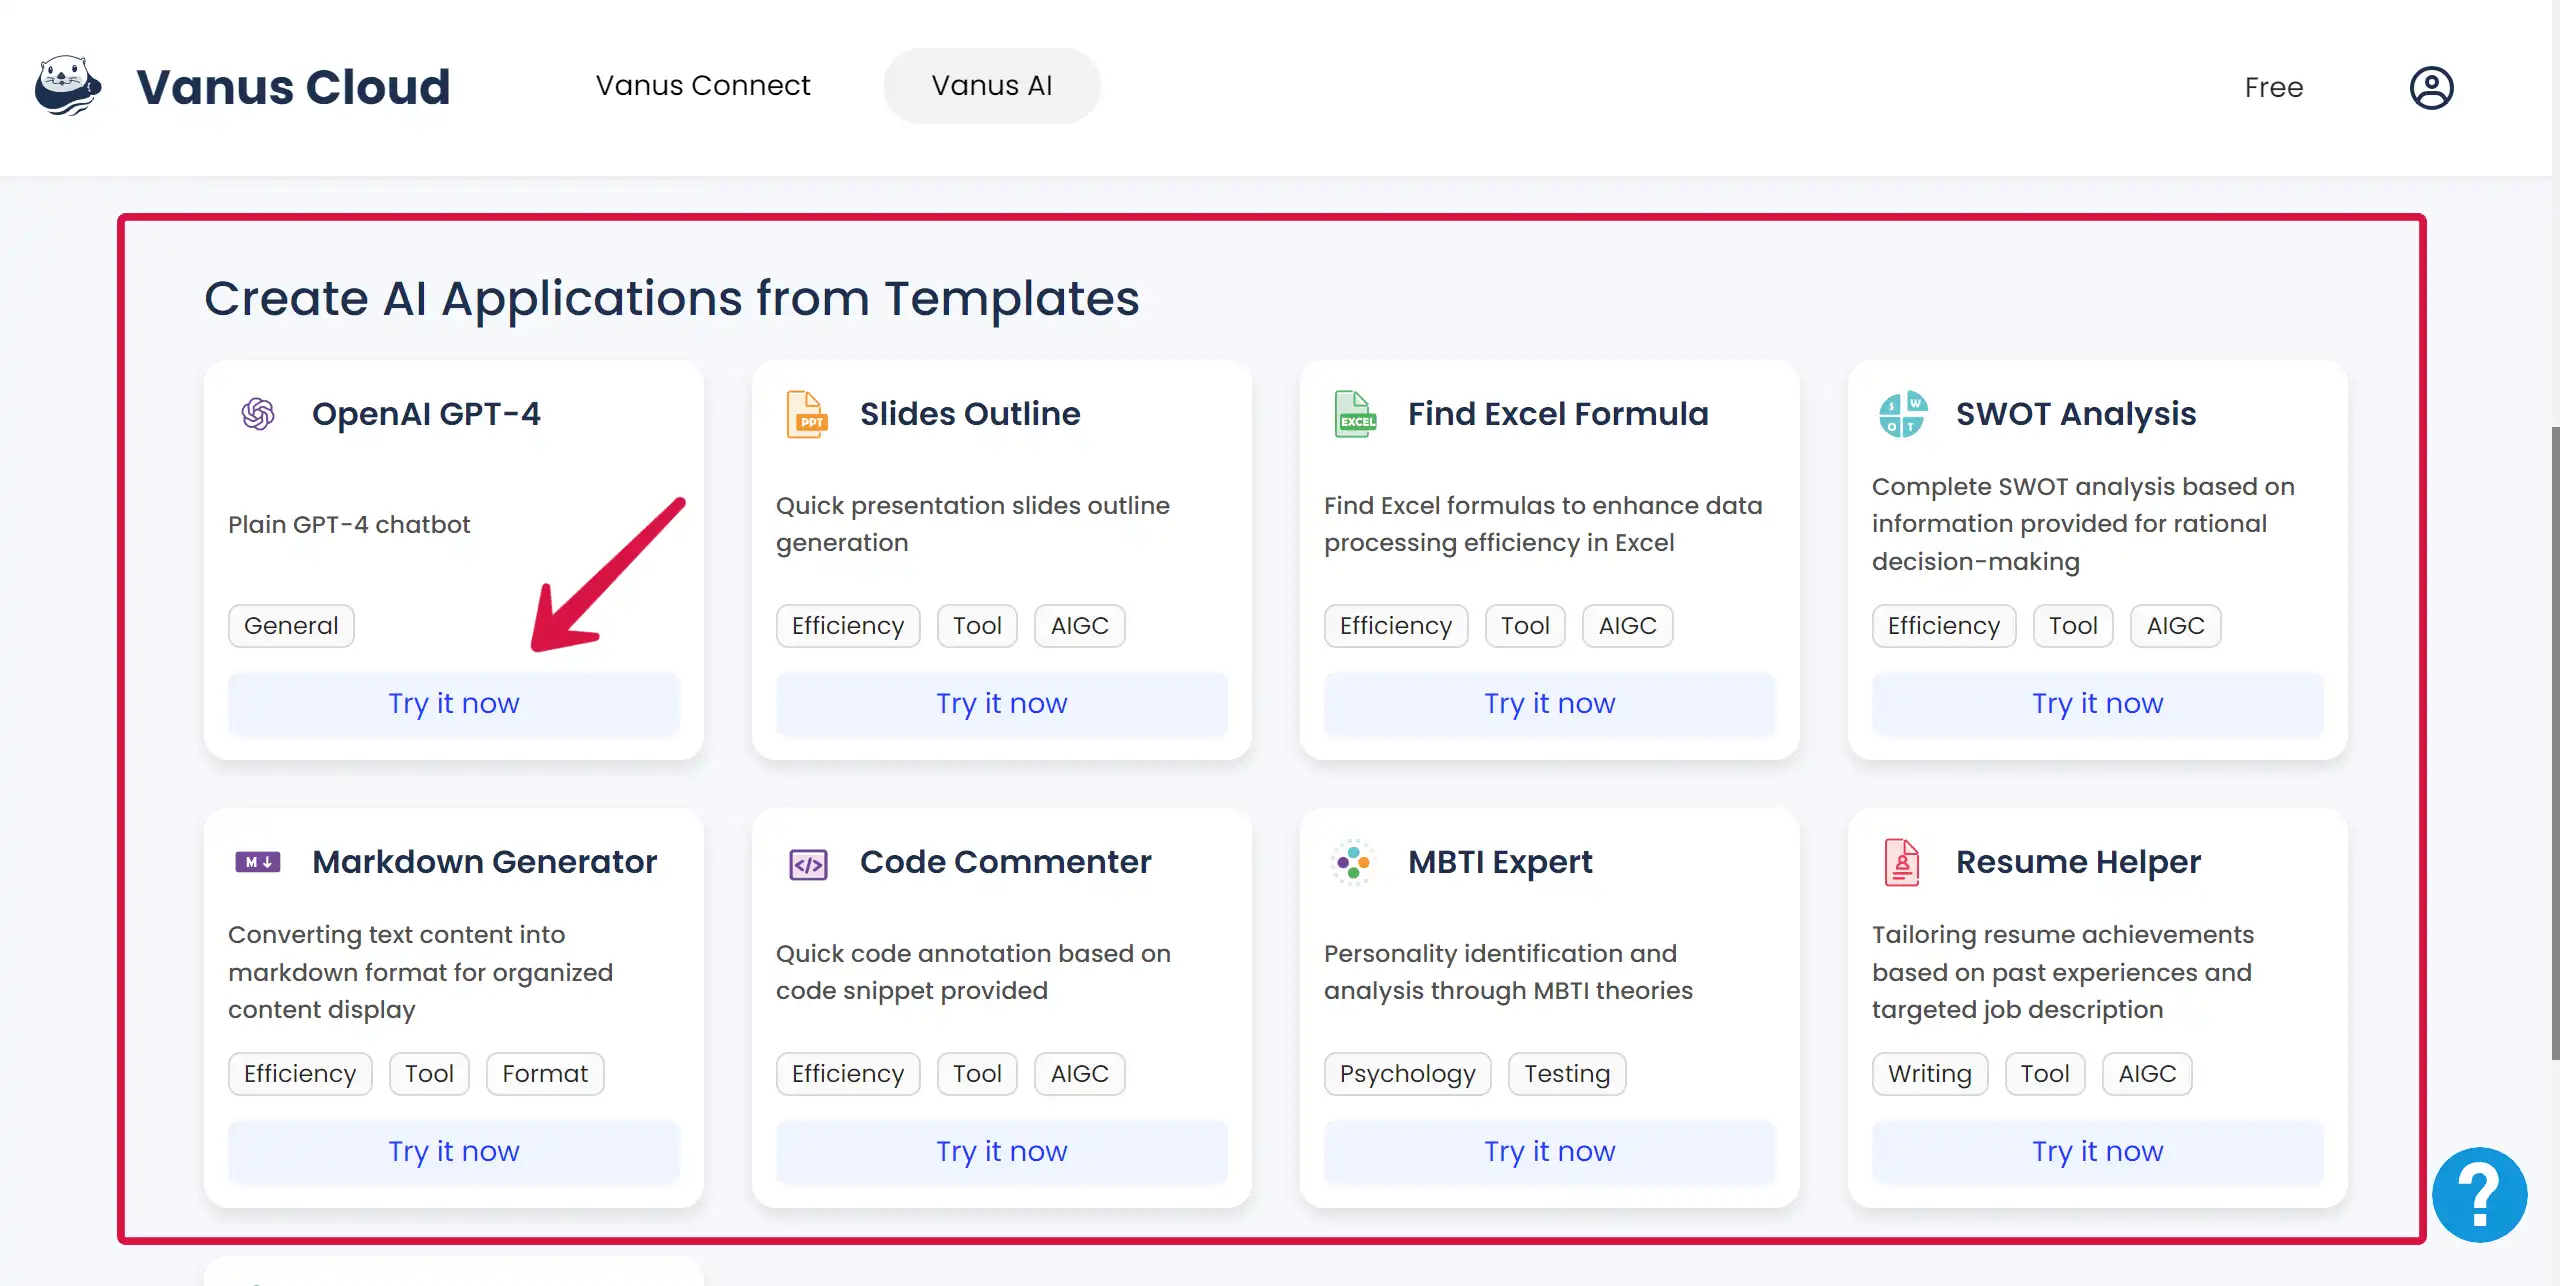 Vanus Cloud
Vanus Connect
Vanus AI
Free
Create AI Applications from Templates
OpenAI GPT-4
Plain GPT-4 chatbot
General
Try it now
PPT
Slides Outline
Quick presentation slides outline
generation
Efficiency
Tool
AIGC
Try it now
EXCEL
Find Excel Formula
Find Excel formulas to enhance data
processing efficiency in Excel
Efficiency
Tool
AIGC
Try it now
S W
O T
SWOT Analysis
Complete SWOT analysis based on
information provided for rational
decision-making
Efficiency
Tool
AIGC
Try it now
M↓
Markdown Generator
Converting text content into
markdown format for organized
content display
Efficiency
Tool
Format
Try it now
</>
Code Commenter
Quick code annotation based on
code snippet provided
Efficiency
Tool
AIGC
Try it now
MBTI Expert
Personality identification and
analysis through MBTI theories
Psychology
Testing
Try it now
Resume Helper
Tailoring resume achievements
based on past experiences and
targeted job description
Writing
Tool
AIGC
Try it now
?